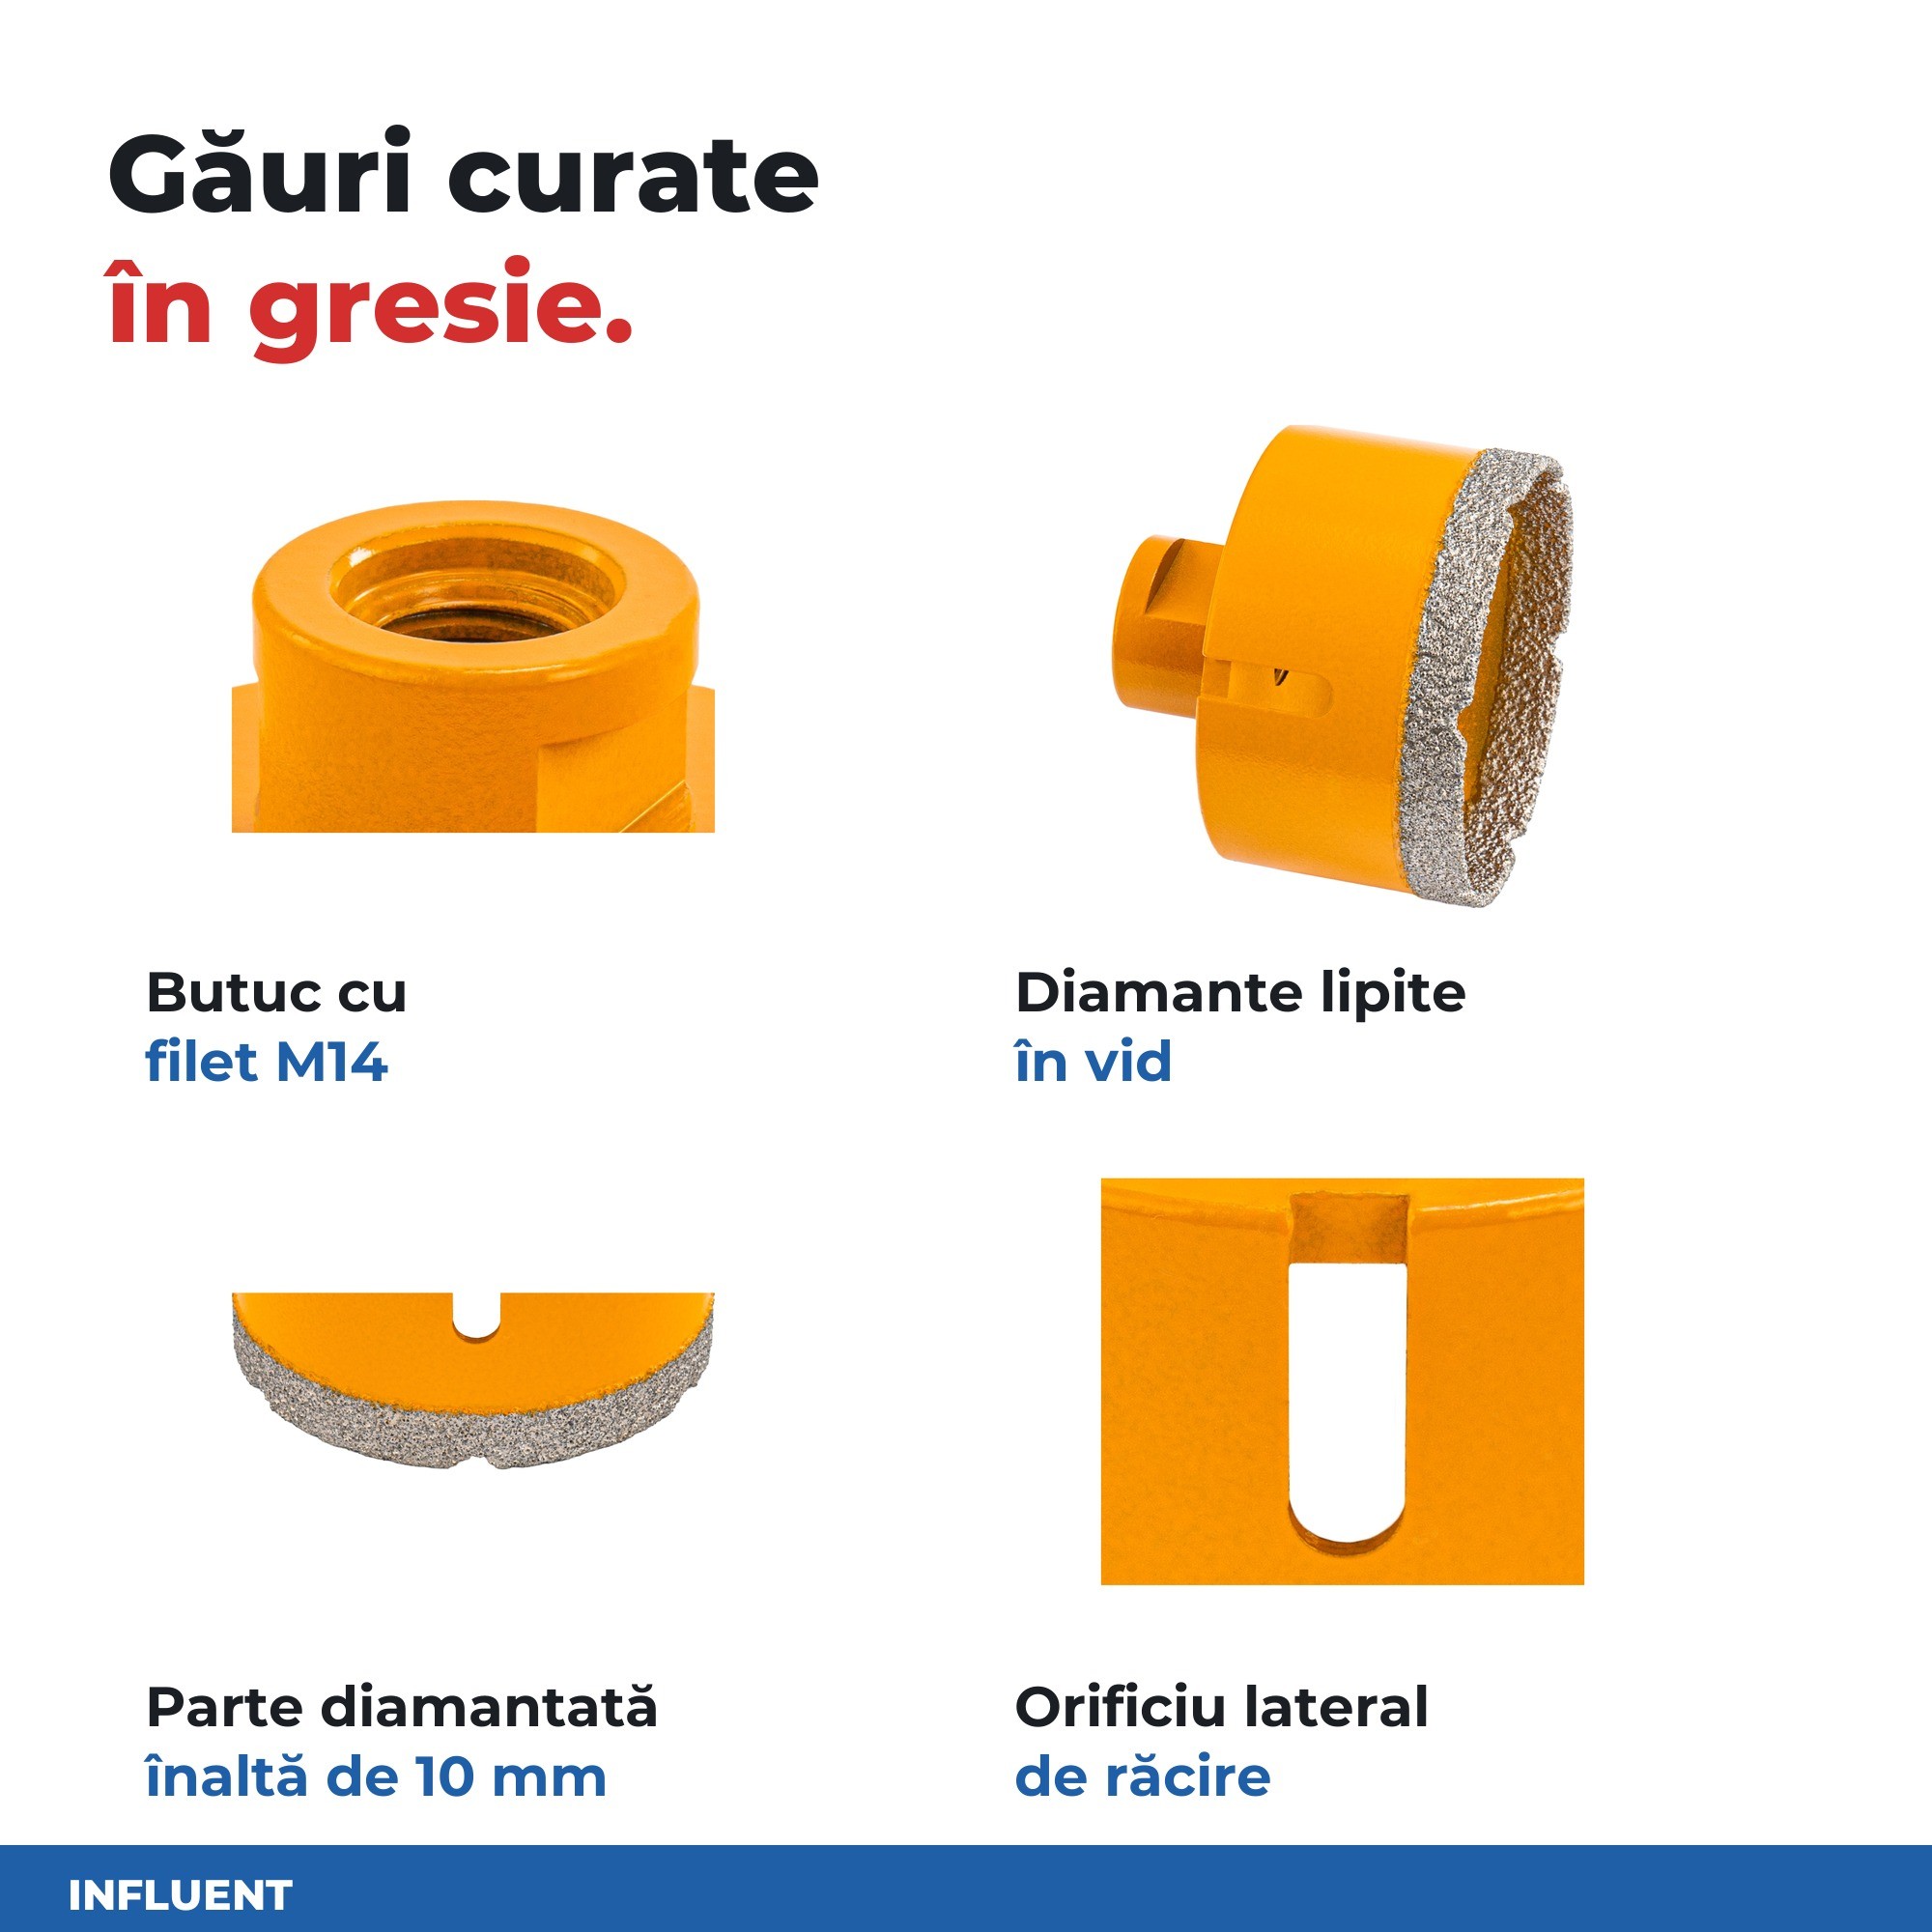 Găuri curate
în gresie.
Butuc cu
filet M14
Diamante lipite
în vid
Parte diamantată
înaltă de 10 mm
Orificiu lateral
de răcire
INFLUENT